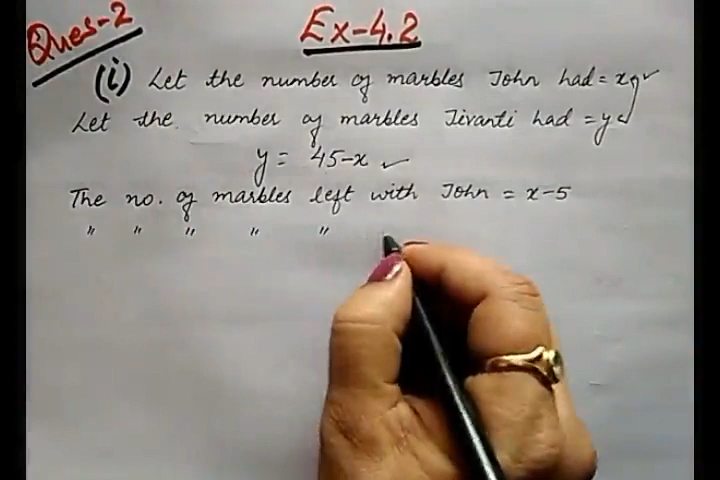 Ques-2
Ex-4.2
(i) Let the number of marbles John had = x
Let the number of marbles Jivanti had = y
y = 45-x ✓
The no. of marbles left with John = x-5
" " " " "